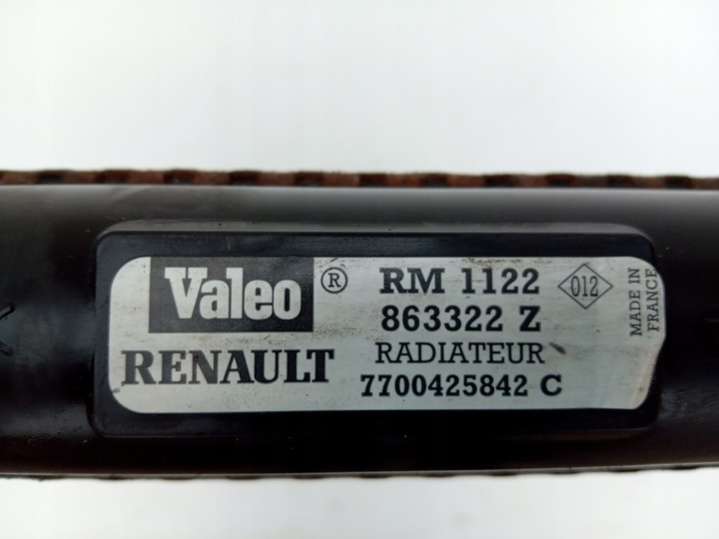 Valeo ® RM 1122
863322 Z
RENAULT RADIATEUR
7700425842 C
012
MADE IN
FRANCE